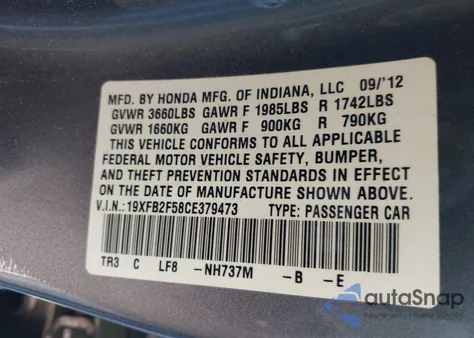 MFD. BY HONDA MFG. OF INDIANA, LLC 09/'12
GVWR 3660LBS GAWR F 1985LBS R 1742LBS
GVWR 1660KG GAWR F 900KG R 790KG
THIS VEHICLE CONFORMS TO ALL APPLICABLE
FEDERAL MOTOR VEHICLE SAFETY, BUMPER,
AND THEFT PREVENTION STANDARDS IN EFFECT
ON THE DATE OF MANUFACTURE SHOWN ABOVE.
V.I.N.:19XFB2F58CE379473 TYPE: PASSENGER CAR
TR3 C LF8 -NH737M -B -E
autoSnap